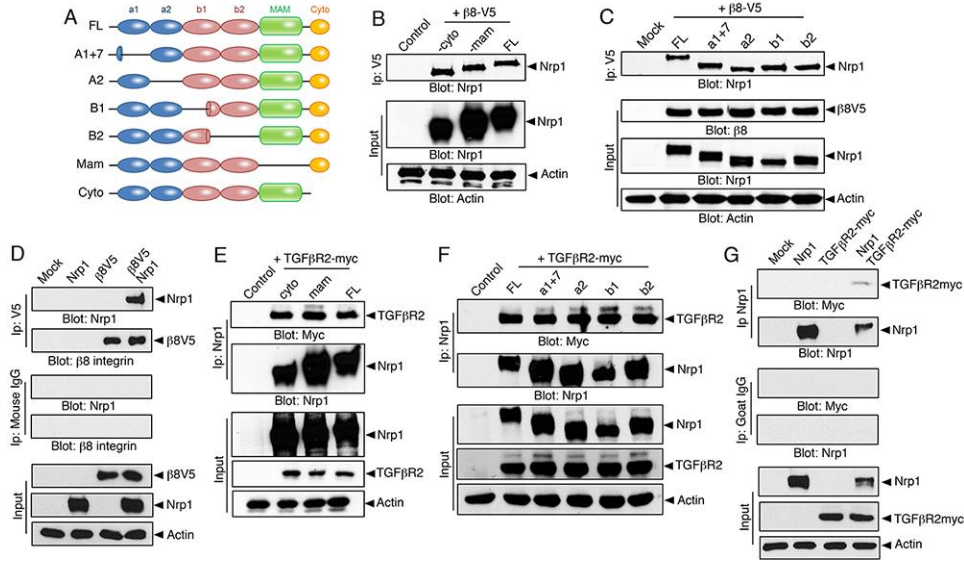 A
a1 a2 b1 b2 MAM Cyto
FL
A1+7
A2
B1
B2
Mam
Cyto
B
+ β8-V5
Control -cyto -mam FL
Ip: V5
Nrp1
Blot: Nrp1
Input
Nrp1
Blot: Nrp1
Actin
Blot: Actin
C
+ β8-V5
Mock FL a1+7 a2 b1 b2
Ip: V5
Nrp1
Blot: Nrp1
Input
β8V5
Blot: β8
Nrp1
Blot: Nrp1
Actin
Blot: Actin
D
Mock Nrp1 β8V5 β8V5 Nrp1
Ip: V5
Nrp1
Blot: Nrp1
β8V5
Blot: β8 integrin
Ip: Mouse IgG
Blot: Nrp1
Blot: β8 integrin
Input
β8V5
Nrp1
Actin
E
+ TGFβR2-myc
Control cyto mam FL
Ip: Nrp1
TGFβR2
Blot: Myc
Nrp1
Blot: Nrp1
Input
Nrp1
TGFβR2
Actin
F
+ TGFβR2-myc
Control FL a1+7 a2 b1 b2
Ip: Nrp1
TGFβR2
Blot: Myc
Nrp1
Blot: Nrp1
Input
Nrp1
TGFβR2
Actin
G
Mock Nrp1 TGFβR2-myc Nrp1 TGFβR2-myc
Ip Nrp1
TGFβR2myc
Blot: Myc
Nrp1
Blot: Nrp1
Ip: Goat IgG
Blot: Myc
Blot: Nrp1
Input
Nrp1
TGFβR2myc
Actin